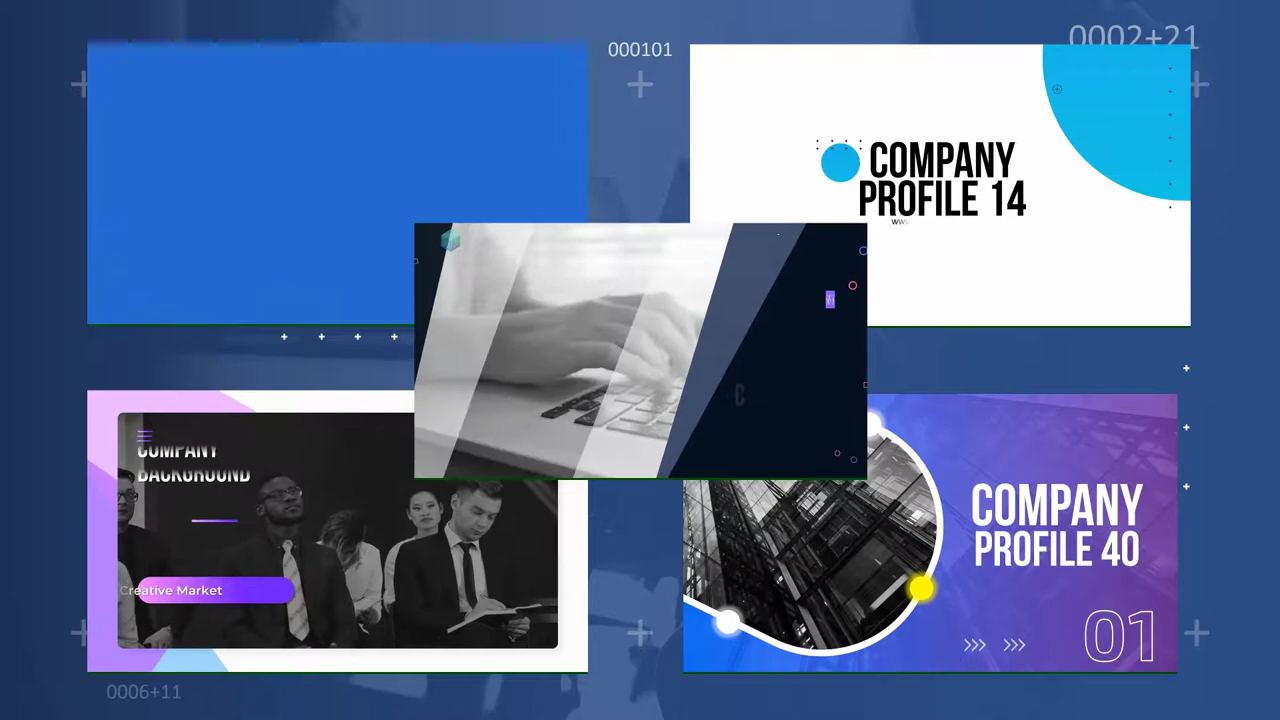 0002+21
000101
COMPANY
PROFILE 14
COMPANY
BACKGROUND
Creative Market
C
COMPANY
PROFILE 40
01
0006+11